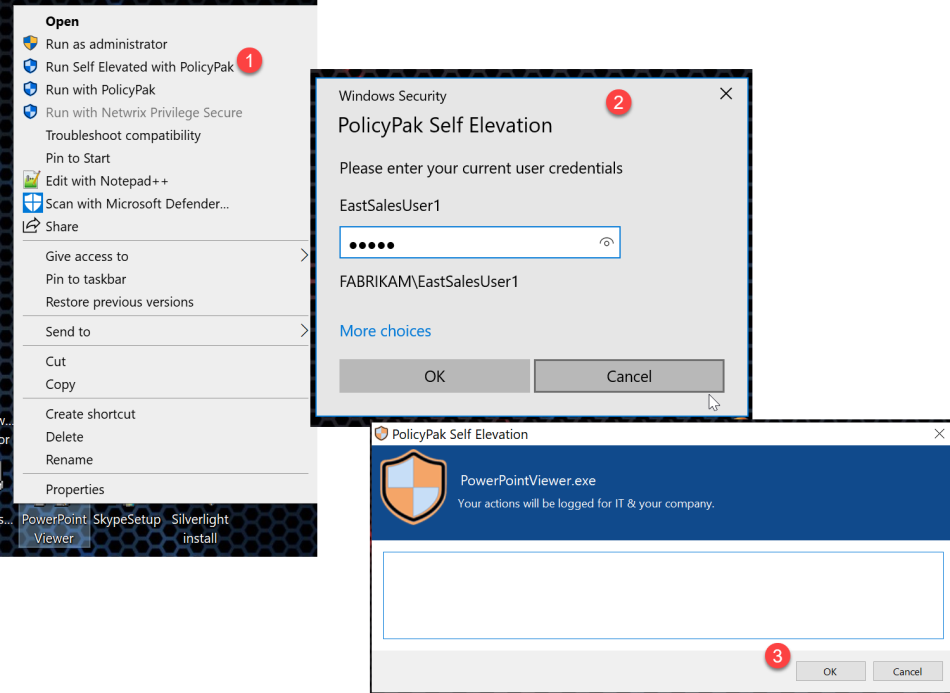 Open
Run as administrator
Run Self Elevated with PolicyPak
1
Run with PolicyPak
Run with Netwrix Privilege Secure
Troubleshoot compatibility
Pin to Start
Edit with Notepad++
Scan with Microsoft Defender...
Share
Give access to
Pin to taskbar
Restore previous versions
Send to
Cut
Copy
Create shortcut
Delete
Rename
Properties
PowerPoint
Viewer
SkypeSetup
Silverlight
install
Windows Security
2
PolicyPak Self Elevation
Please enter your current user credentials
EastSalesUser1
FABRIKAM\EastSalesUser1
More choices
OK
Cancel
PolicyPak Self Elevation
PowerPointViewer.exe
Your actions will be logged for IT & your company.
3
OK
Cancel